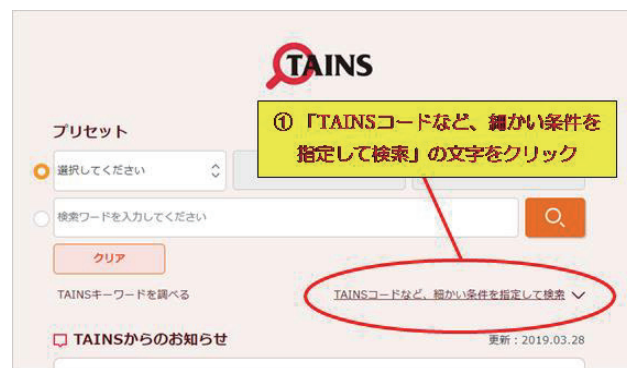 TAINS
① 「TAINSコードなど、細かい条件を
指定して検索」の文字をクリック
プリセット
選択してください
検索ワードを入力してください
クリア
TAINSキーワードを調べる
TAINSコードなど、細かい条件を指定して検索
TAINSからのお知らせ
更新：2019.03.28